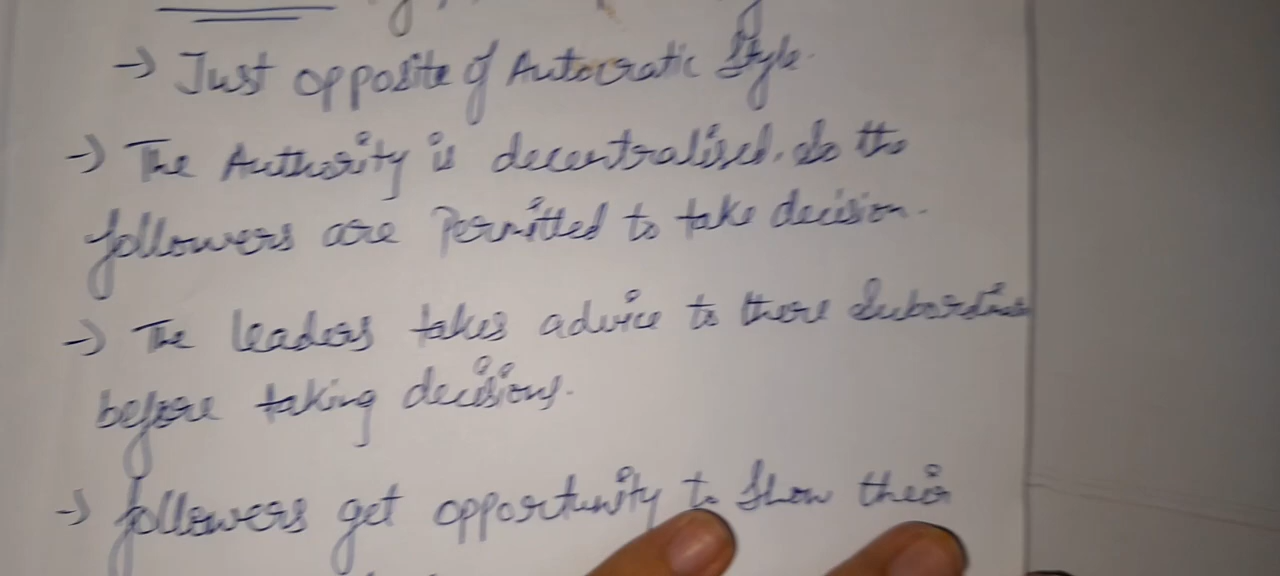 → Just opposite of Autocratic Style.
→ The Authority is decentralised. So the
followers are Permitted to take decision.
→ The leaders takes advice to there
before taking decisions.
→ followers get opportunity to show their